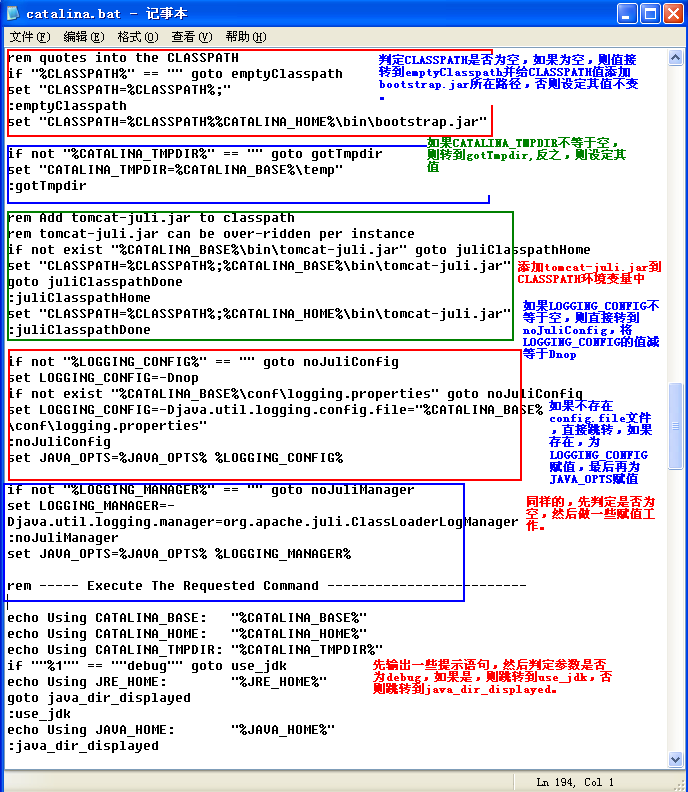 catalina.bat - 记事本
文件(F) 编辑(E) 格式(O) 查看(V) 帮助(H)
rem quotes into the CLASSPATH
if "%CLASSPATH%" == "" goto emptyClasspath
set "CLASSPATH=%CLASSPATH%;"
:emptyClasspath
set "CLASSPATH=%CLASSPATH%%CATALINA_HOME%\bin\bootstrap.jar"
判定CLASSPATH是否为空，如果为空，则值接
转到emptyClasspath并给CLASSPATH值添加
bootstrap.jar所在路径，否则设定其值不变
。
if not "%CATALINA_TMPDIR%" == "" goto gotTmpdir
set "CATALINA_TMPDIR=%CATALINA_BASE%\temp"
:gotTmpdir
如果CATALINA_TMPDIR不等于空，
则转到gotTmpdir,反之，则设定其
值
rem Add tomcat-juli.jar to classpath
rem tomcat-juli.jar can be over-ridden per instance
if not exist "%CATALINA_BASE%\bin\tomcat-juli.jar" goto juliClasspathHome
set "CLASSPATH=%CLASSPATH%;%CATALINA_BASE%\bin\tomcat-juli.jar"
goto juliClasspathDone
:juliClasspathHome
set "CLASSPATH=%CLASSPATH%;%CATALINA_HOME%\bin\tomcat-juli.jar"
:juliClasspathDone
添加tomcat-juli.jar到
CLASSPATH环境变量中
如果LOGGING_CONFIG不
等于空，则直接转到
noJuliConfig，将
LOGGING_CONFIG的值减
等于Dnop
if not "%LOGGING_CONFIG%" == "" goto noJuliConfig
set LOGGING_CONFIG=-Dnop
if not exist "%CATALINA_BASE%\conf\logging.properties" goto noJuliConfig
set LOGGING_CONFIG=-Djava.util.logging.config.file="%CATALINA_BASE%
\conf\logging.properties"
:noJuliConfig
set JAVA_OPTS=%JAVA_OPTS% %LOGGING_CONFIG%
如果不存在
config.file文件
，直接跳转，如果
存在，为
LOGGING_CONFIG
赋值，最后再为
JAVA_OPTS赋值
if not "%LOGGING_MANAGER%" == "" goto noJuliManager
set LOGGING_MANAGER=-
Djava.util.logging.manager=org.apache.juli.ClassLoaderLogManager
:noJuliManager
set JAVA_OPTS=%JAVA_OPTS% %LOGGING_MANAGER%
同样的，先判定是否为
空，然后做一些赋值工
作。
rem ----- Execute The Requested Command -------------------------
echo Using CATALINA_BASE:   "%CATALINA_BASE%"
echo Using CATALINA_HOME:   "%CATALINA_HOME%"
echo Using CATALINA_TMPDIR: "%CATALINA_TMPDIR%"
if ""%1"" == ""debug"" goto use_jdk
echo Using JRE_HOME:        "%JRE_HOME%"
goto java_dir_displayed
:use_jdk
echo Using JAVA_HOME:       "%JAVA_HOME%"
:java_dir_displayed
先输出一些提示语句，然后判定参数是否
为debug，如果是，则跳转到use_jdk，否
则跳转到java_dir_displayed。
Ln 194, Col 1